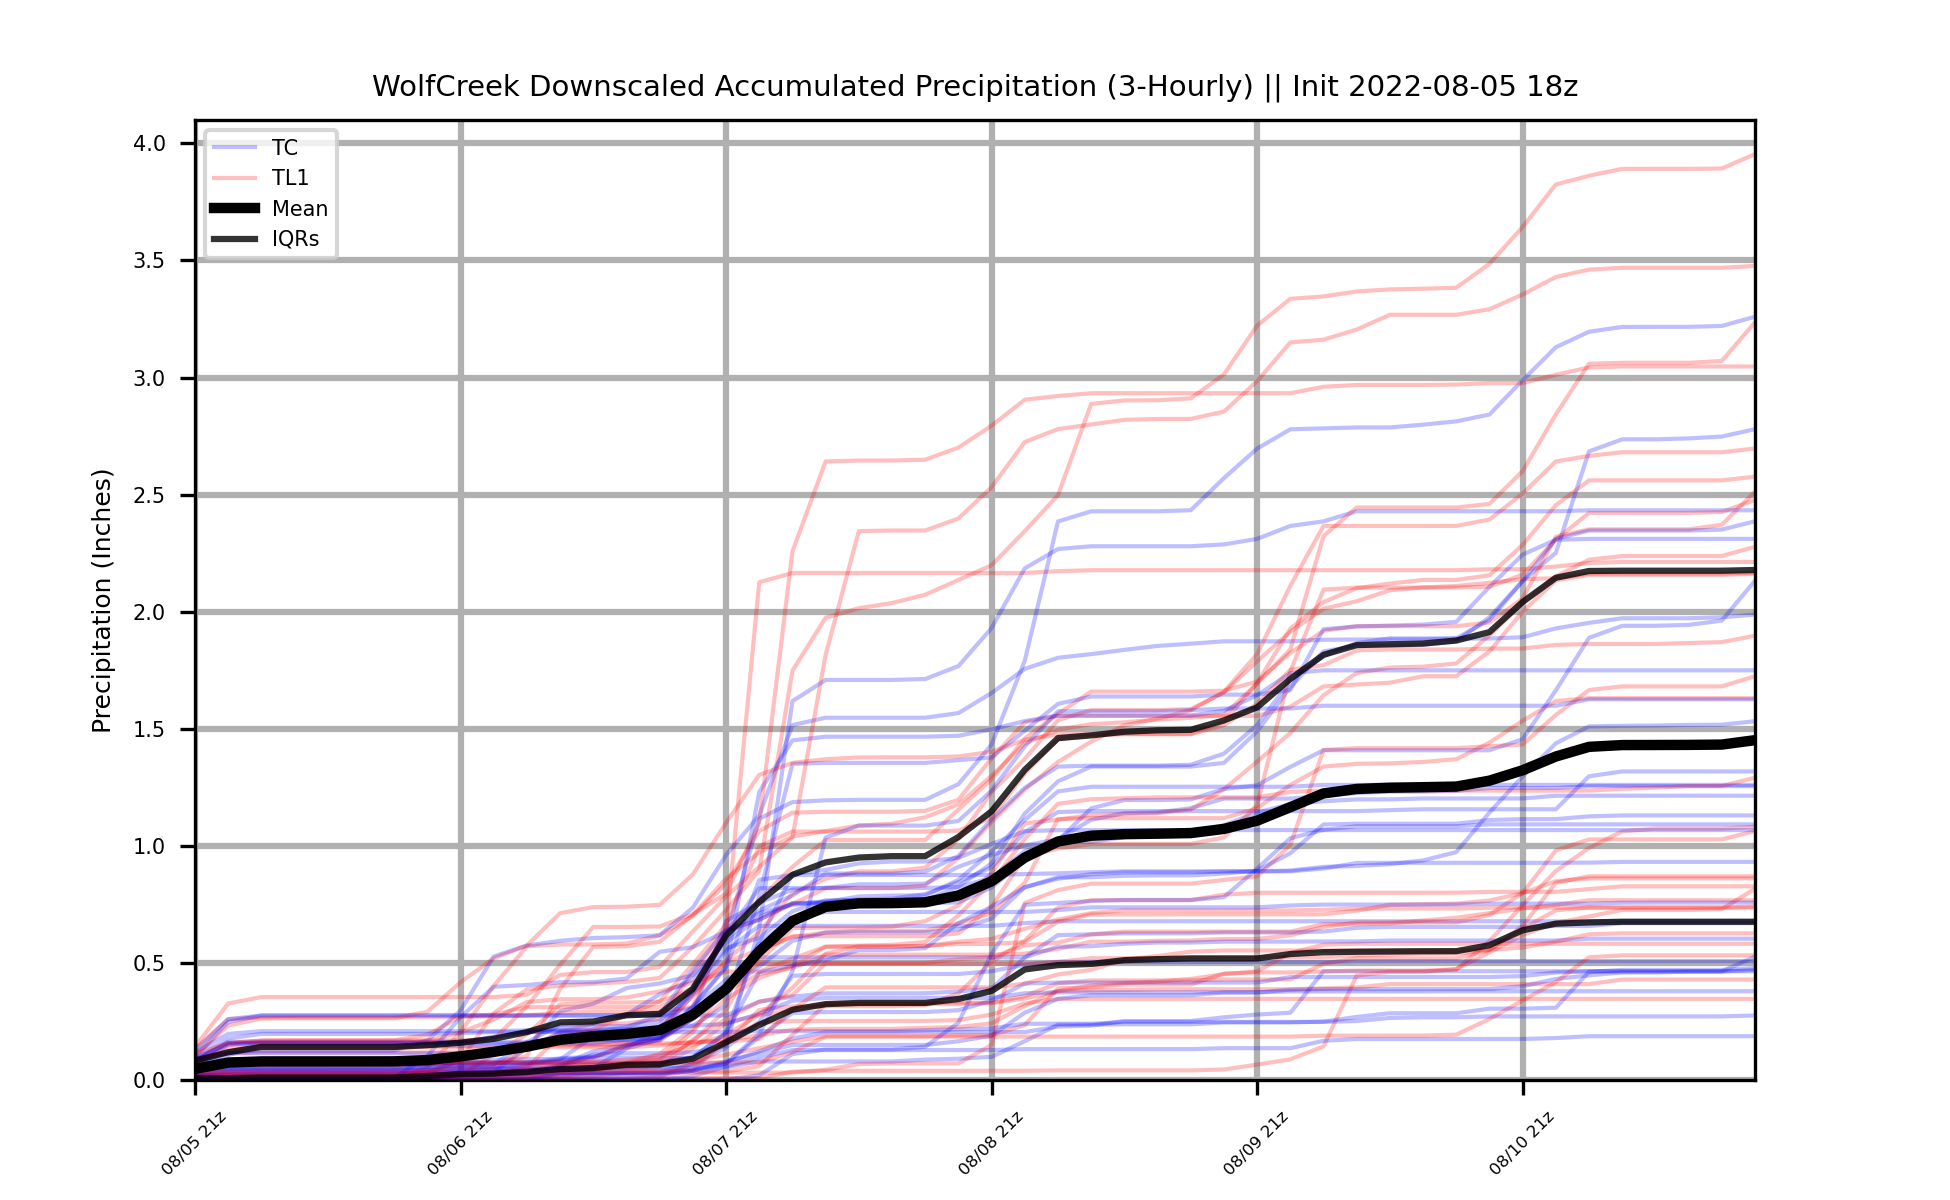 WolfCreek Downscaled Accumulated Precipitation (3-Hourly) || Init 2022-08-05 18z
TC
TL1
Mean
IQRs
Precipitation (Inches)
4.0
3.5
3.0
2.5
2.0
1.5
1.0
0.5
0.0
08/05 21z
08/06 21z
08/07 21z
08/08 21z
08/09 21z
08/10 21z